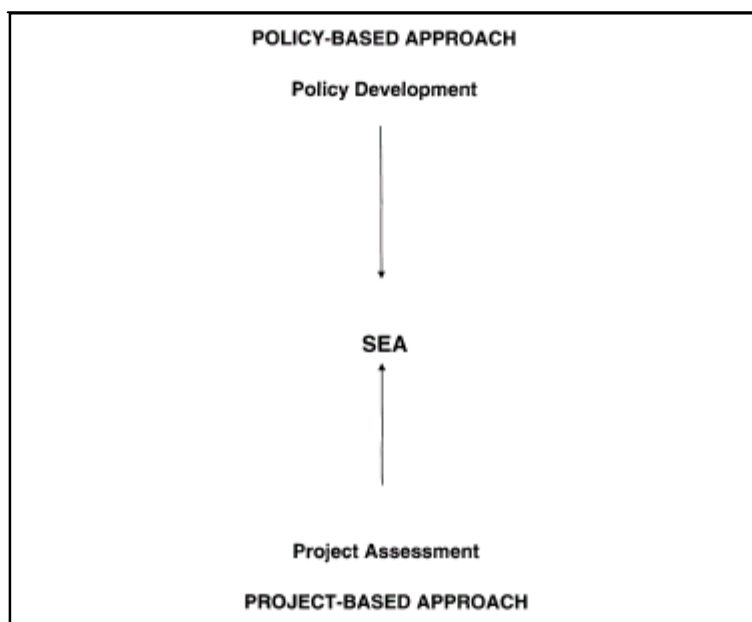 POLICY-BASED APPROACH
Policy Development
SEA
Project Assessment
PROJECT-BASED APPROACH